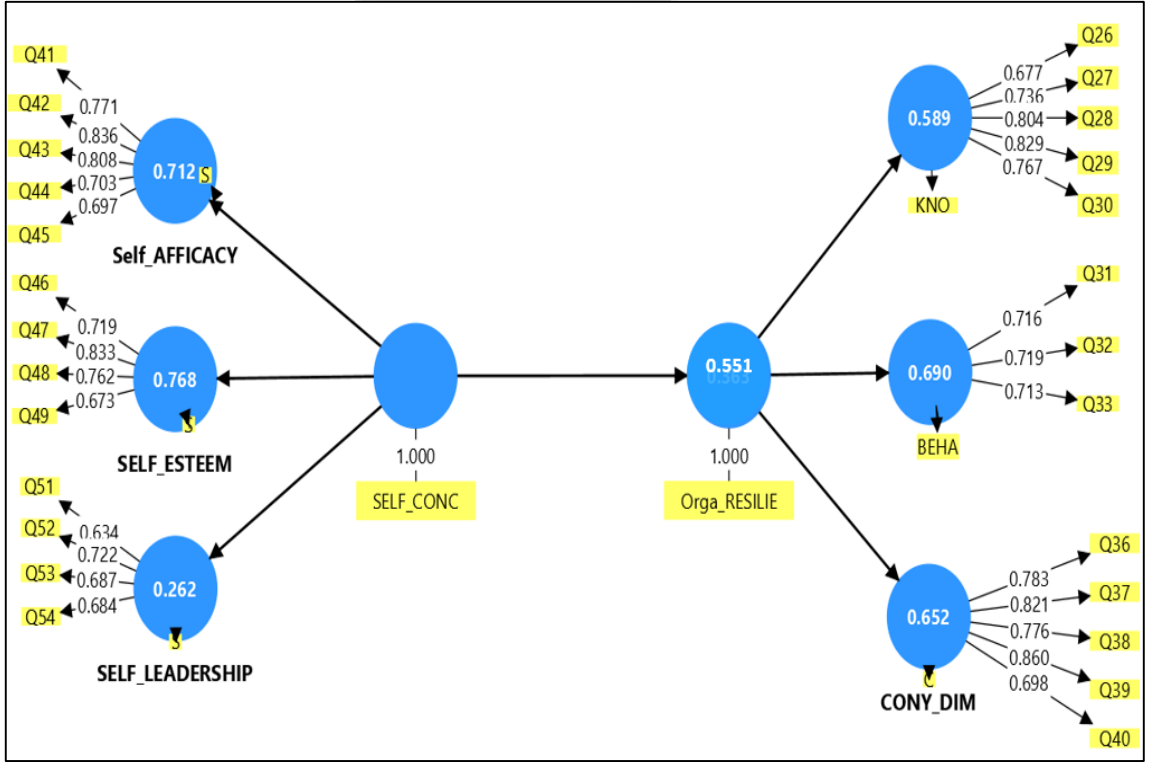 Q41
Q42
Q43
Q44
Q45
0.771
0.836
0.808
0.703
0.697
0.712
S
Self_AFFICACY
Q46
Q47
Q48
Q49
0.719
0.833
0.762
0.673
0.768
S
SELF_ESTEEM
Q51
Q52
Q53
Q54
0.634
0.722
0.687
0.684
0.262
S
SELF_LEADERSHIP
1.000
SELF_CONC
0.551
1.000
Orga_RESILIE
0.589
KNO
0.677
0.736
0.804
0.829
0.767
Q26
Q27
Q28
Q29
Q30
0.690
BEHA
0.716
0.719
0.713
Q31
Q32
Q33
0.652
C
CONY_DIM
0.783
0.821
0.776
0.860
0.698
Q36
Q37
Q38
Q39
Q40